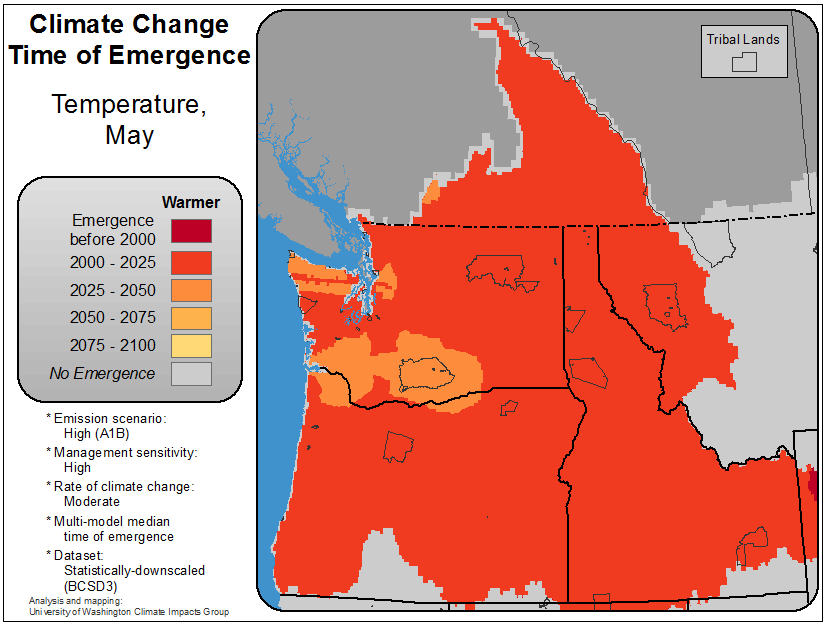 Climate Change
Time of Emergence
Temperature,
May
Warmer
Emergence
before 2000
2000 - 2025
2025 - 2050
2050 - 2075
2075 - 2100
No Emergence
* Emission scenario:
High (A1B)
* Management sensitivity:
High
* Rate of climate change:
Moderate
* Multi-model median
time of emergence
* Dataset:
Statistically-downscaled
(BCSD3)
Analysis and mapping:
University of Washington Climate Impacts Group
Tribal Lands